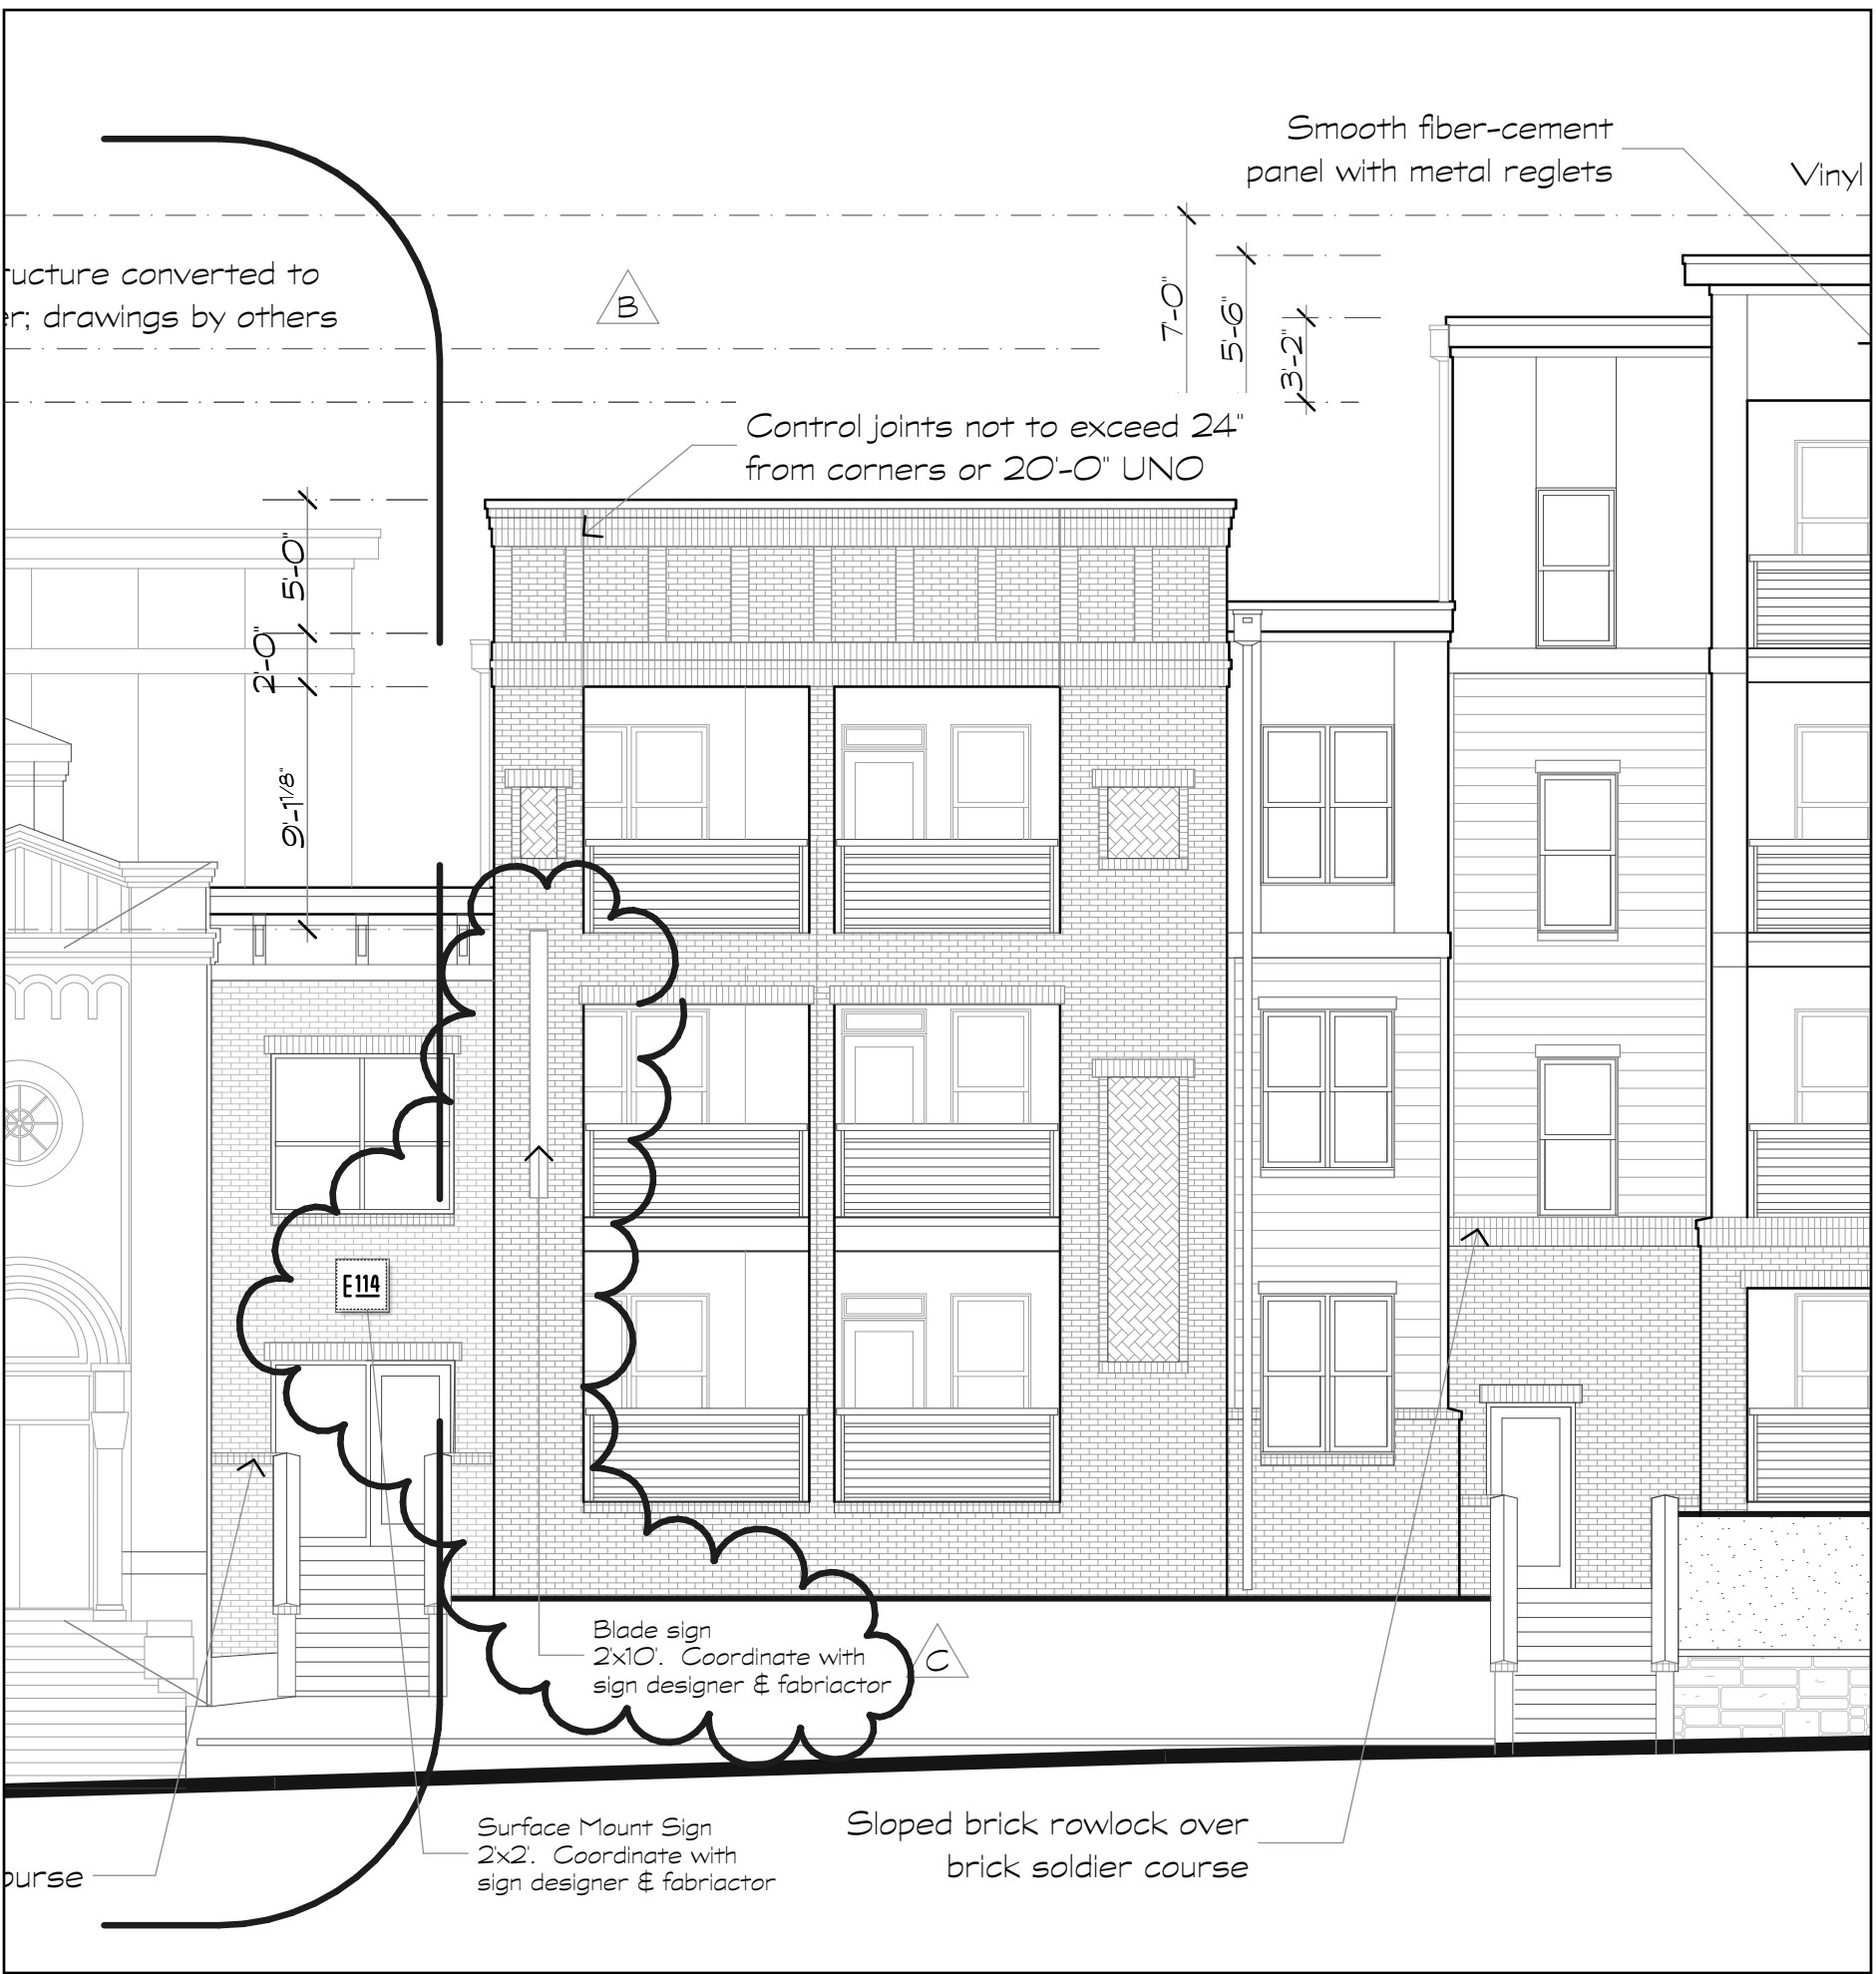 Smooth fiber-cement
panel with metal reglets
Vinyl
ructure converted to
er; drawings by others
B
7'-0"
5'-6"
3'-2"
Control joints not to exceed 24"
from corners or 20'-0" UNO
5'-0"
2'-0"
9'-1 1/8"
E114
Blade sign
2'x10'. Coordinate with
sign designer & fabriactor
C
Surface Mount Sign
2'x2'. Coordinate with
sign designer & fabriactor
Sloped brick rowlock over
brick soldier course
ourse